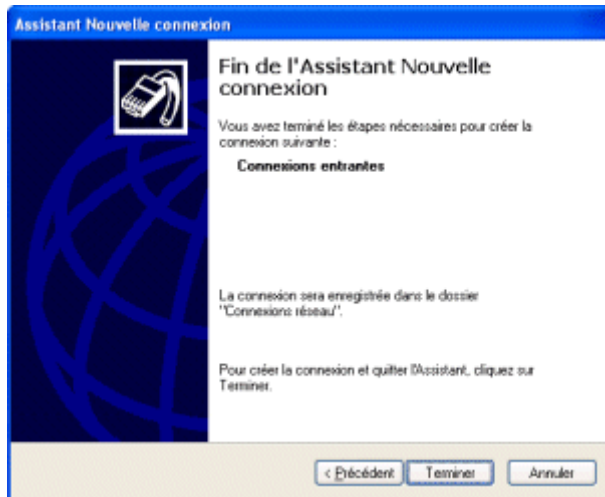 Assistant Nouvelle connexion
Fin de l'Assistant Nouvelle
connexion
Vous avez terminé les étapes nécessaires pour créer la
connexion suivante :
Connexions entrantes
La connexion sera enregistrée dans le dossier
"Connexions réseau".
Pour créer la connexion et quitter l'Assistant, cliquez sur
Terminer.
< Précédent Terminer Annuler